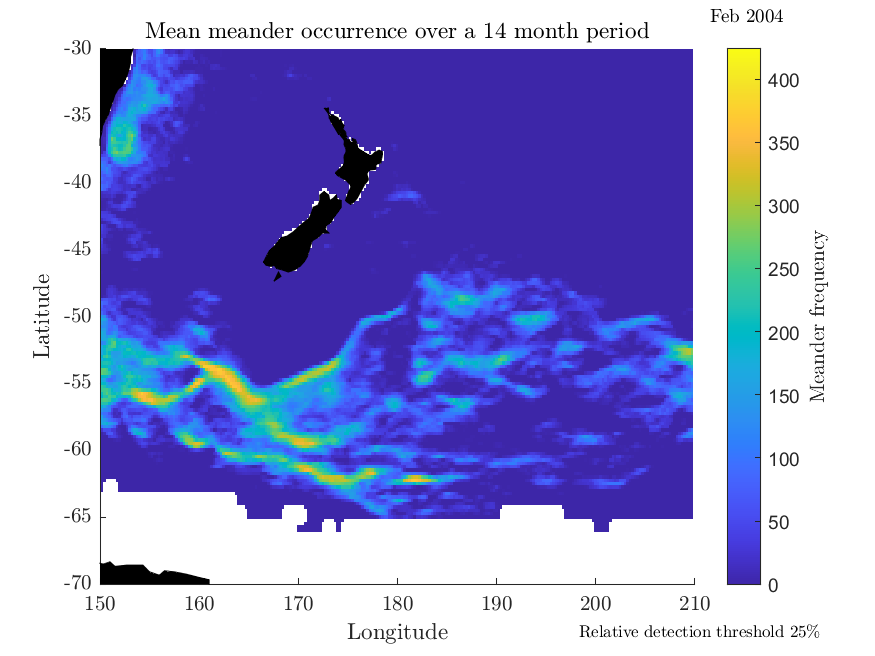 Feb 2004
Mean meander occurrence over a 14 month period
-30
-35
-40
-45
-50
-55
-60
-65
-70
Latitude
150 160 170 180 190 200 210
Longitude
400
350
300
250
200
150
100
50
0
Meander frequency
Relative detection threshold 25%